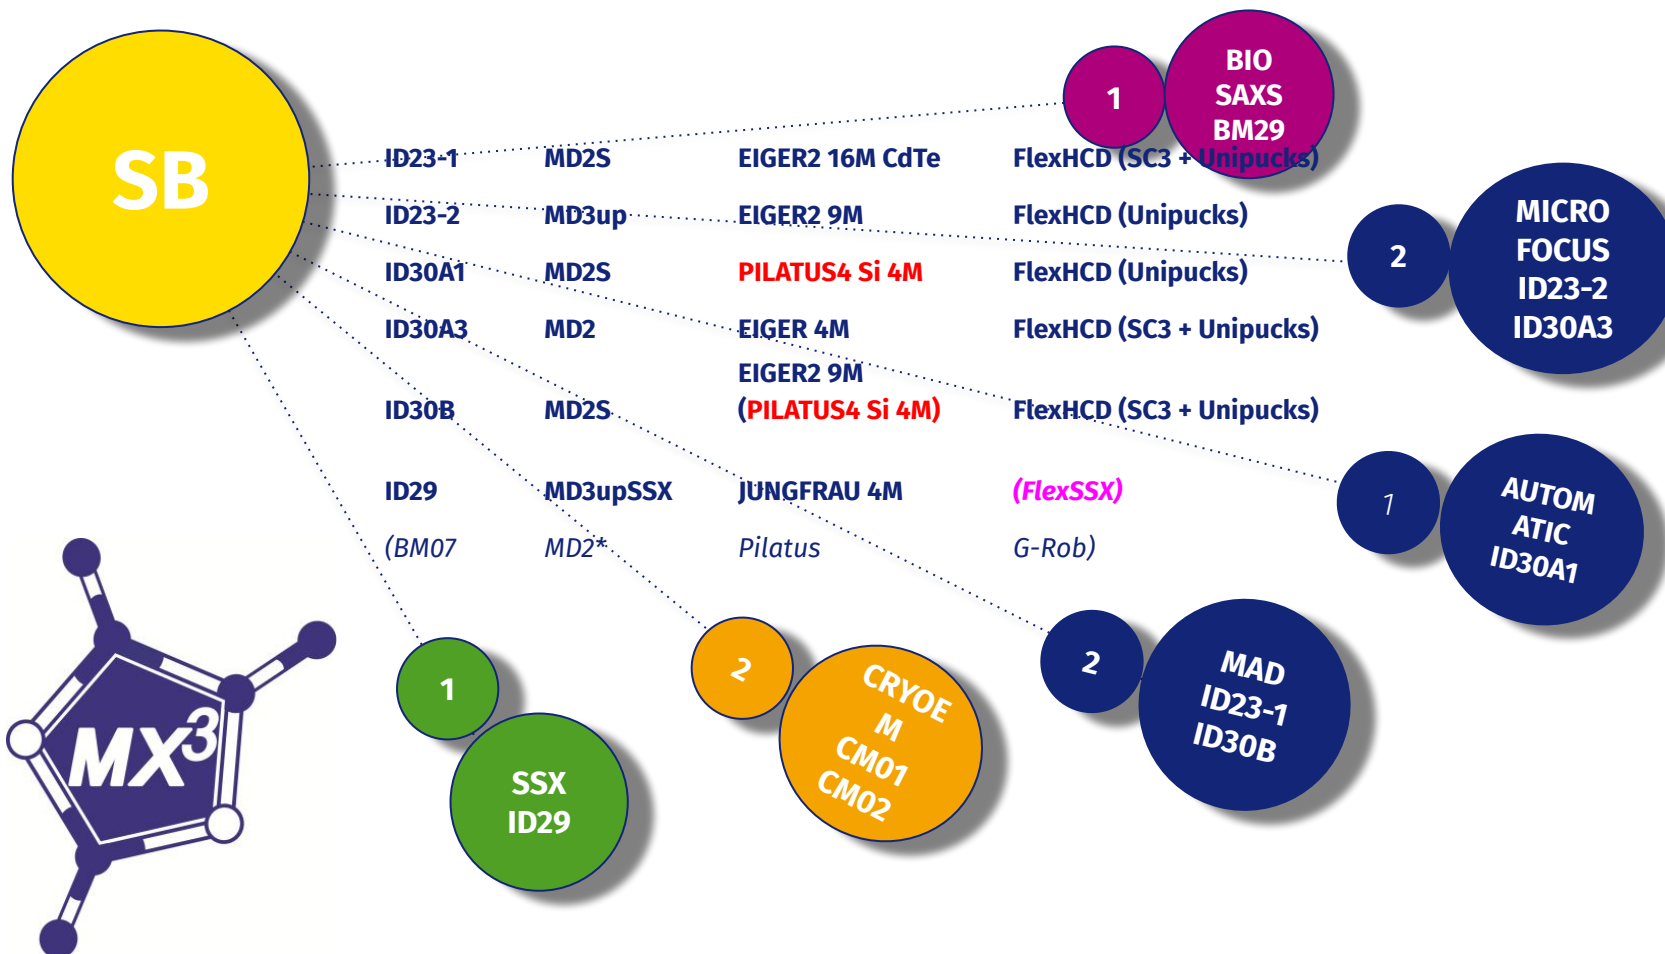 SB
1
BIO
SAXS
BM29
ID23-1 MD2S EIGER2 16M CdTe FlexHCD (SC3 + Unipucks)
ID23-2 MD3up EIGER2 9M FlexHCD (Unipucks)
ID30A1 MD2S PILATUS4 Si 4M FlexHCD (Unipucks)
ID30A3 MD2 EIGER 4M FlexHCD (SC3 + Unipucks)
EIGER2 9M
ID30B MD2S (PILATUS4 Si 4M) FlexHCD (SC3 + Unipucks)
ID29 MD3upSSX JUNGFRAU 4M (FlexSSX)
(BM07 MD2* Pilatus G-Rob)
2
MICRO
FOCUS
ID23-2
ID30A3
1
AUTOM
ATIC
ID30A1
2
MAD
ID23-1
ID30B
2
CRYOE
M
CM01
CM02
1
SSX
ID29
MX3